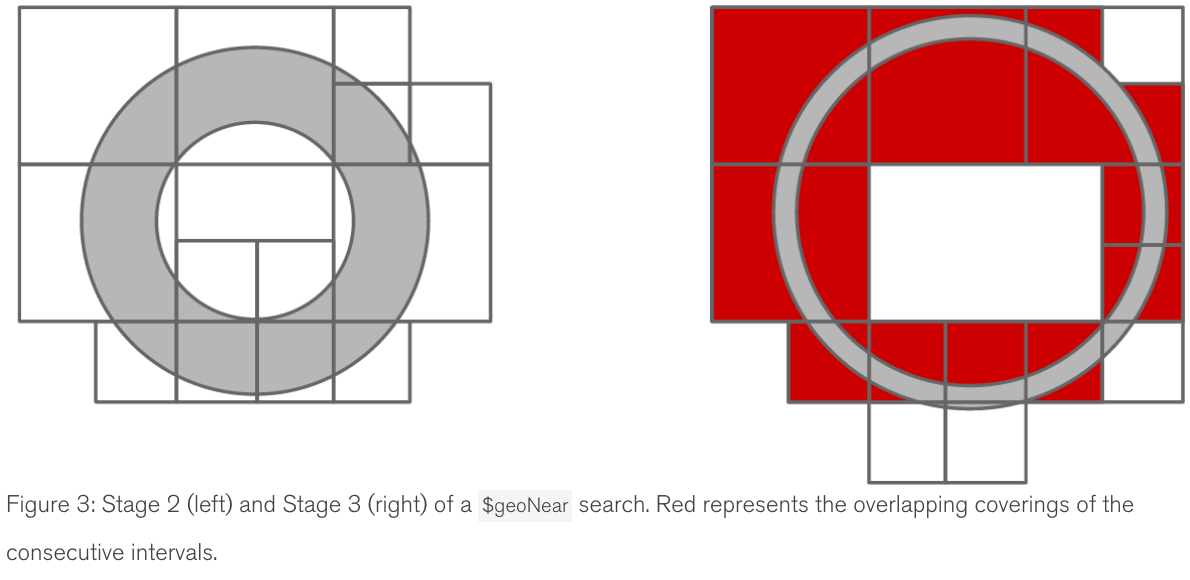 Figure 3: Stage 2 (left) and Stage 3 (right) of a $geoNear search. Red represents the overlapping coverings of the
consecutive intervals.